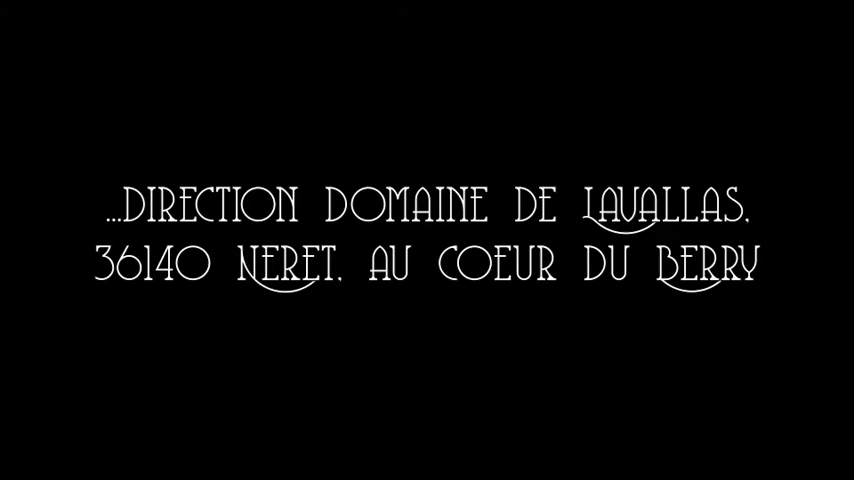 ...DIRECTION DOMAINE DE LAVALLAS,
36140 NERET, AU COEUR DU BERRY